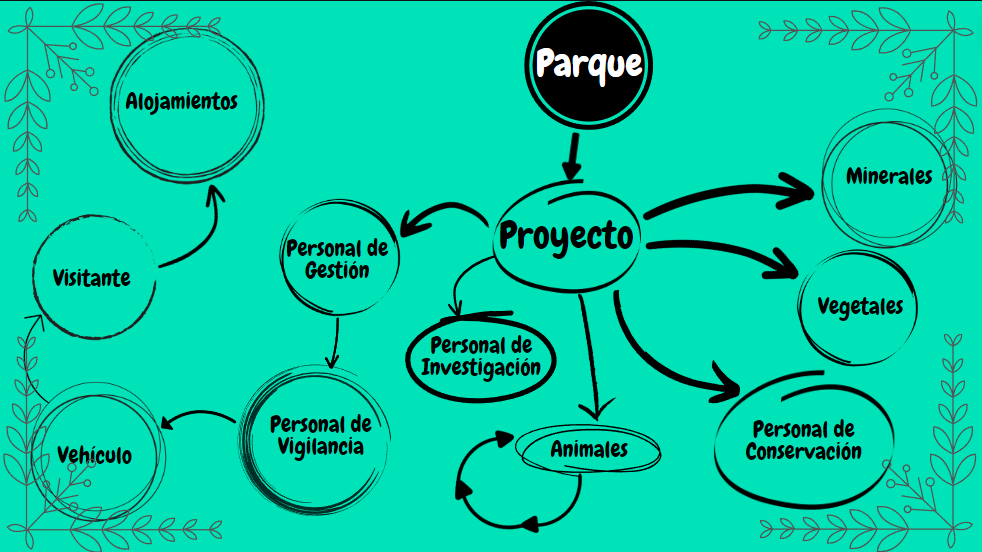 Parque
Alojamientos
Minerales
Proyecto
Personal de
Gestión
Visitante
Vegetales
Personal de
Investigación
Personal de
Vigilancia
Personal de
Conservación
Animales
Vehículo